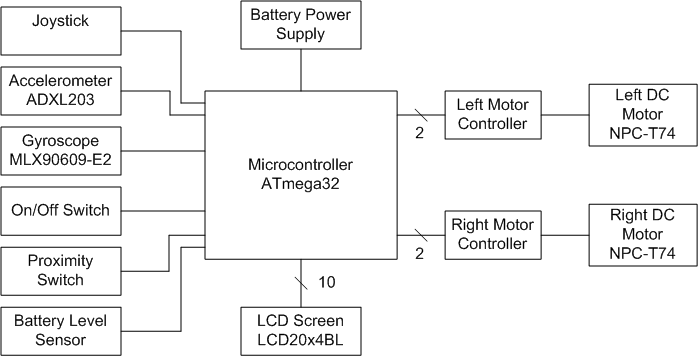 Joystick
Battery Power
Supply
Accelerometer
ADXL203
Left Motor
Controller
Left DC
Motor
NPC-T74
2
Gyroscope
MLX90609-E2
Microcontroller
ATmega32
On/Off Switch
Right Motor
Controller
Right DC
Motor
NPC-T74
2
Proximity
Switch
10
Battery Level
Sensor
LCD Screen
LCD20x4BL